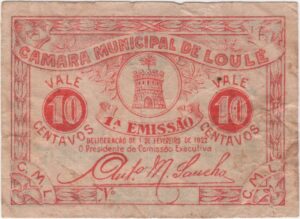 CAMARA MUNICIPAL DE LOULÉ
VALE
VALE
10
10
CENTAVOS
CENTAVOS
1ª EMISSÃO
DELIBERAÇÃO DE 1 DE FEVEREIRO DE 1922
O Presidente da Comissão Executiva
C.M.L.
C.M.L.
Nº